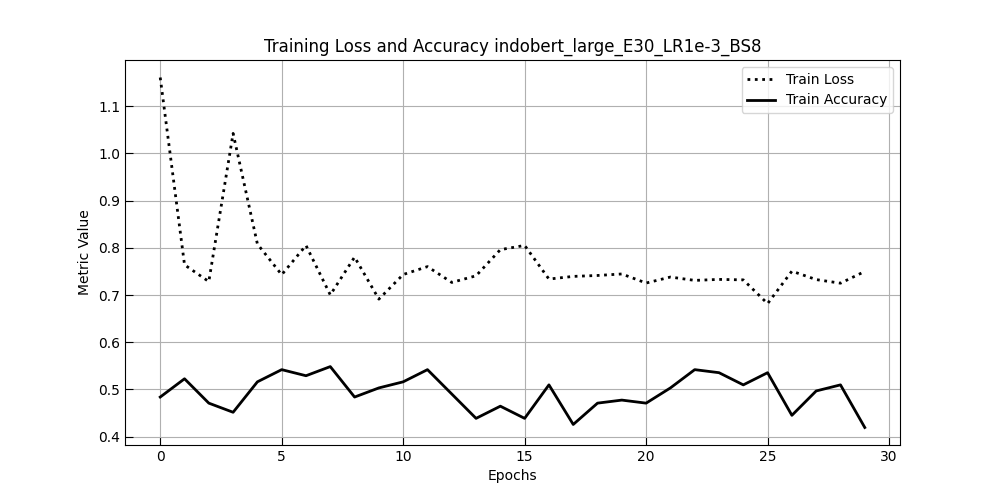 Training Loss and Accuracy indobert_large_E30_LR1e-3_BS8
Train Loss
Train Accuracy
Metric Value
1.1
1.0
0.9
0.8
0.7
0.6
0.5
0.4
0 5 10 15 20 25 30
Epochs